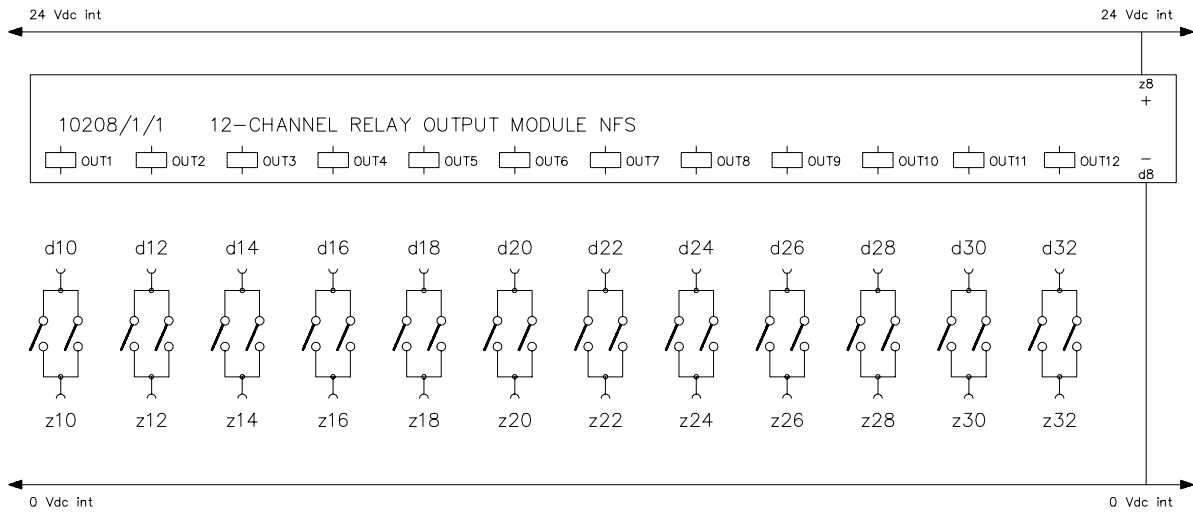 24 Vdc int 24 Vdc int
z8
+
10208/1/1 12-CHANNEL RELAY OUTPUT MODULE NFS
OUT1 OUT2 OUT3 OUT4 OUT5 OUT6 OUT7 OUT8 OUT9 OUT10 OUT11 OUT12 -
d8
d10 d12 d14 d16 d18 d20 d22 d24 d26 d28 d30 d32
z10 z12 z14 z16 z18 z20 z22 z24 z26 z28 z30 z32
0 Vdc int 0 Vdc int